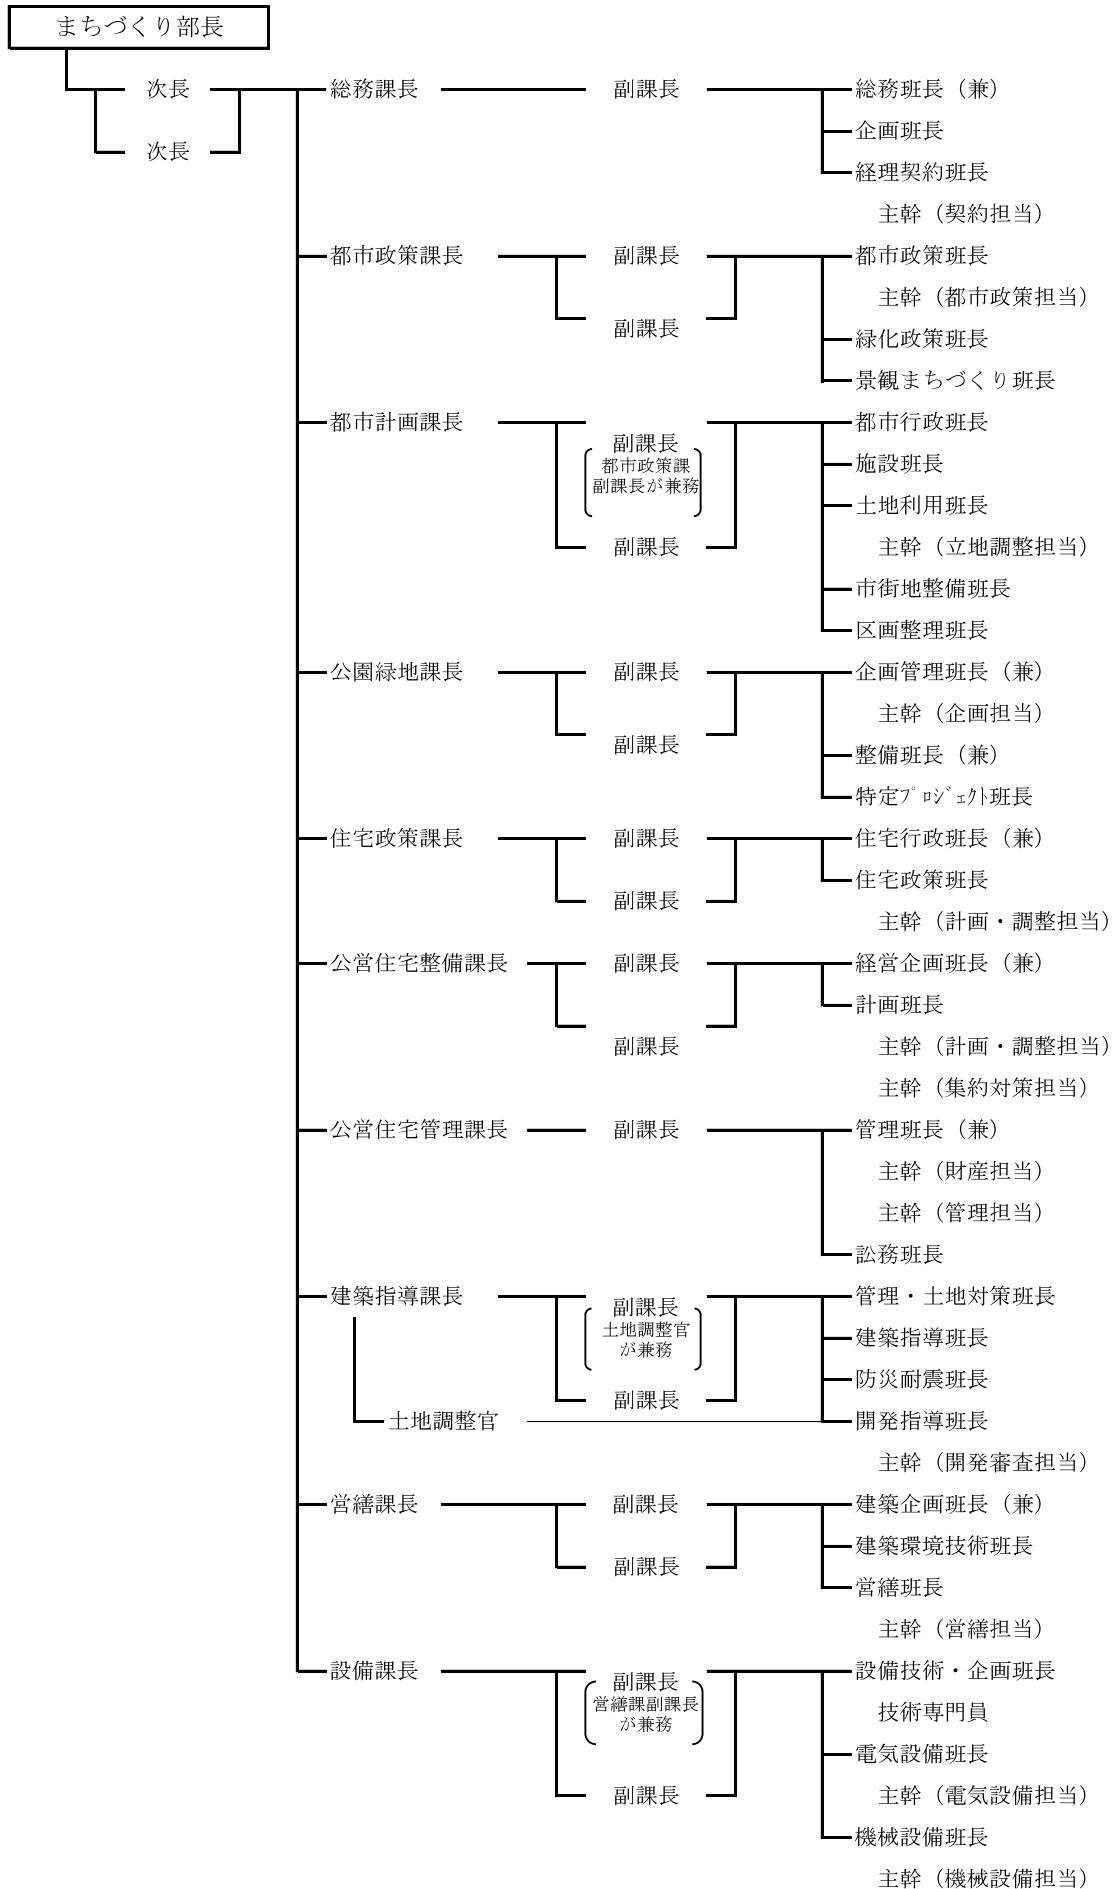 まちづくり部長
次長 総務課長 副課長 総務班長（兼）
企画班長
次長
経理契約班長
主幹（契約担当）
都市政策課長 副課長 都市政策班長
主幹（都市政策担当）
副課長
緑化政策班長
景観まちづくり班長
都市計画課長 都市行政班長
副課長
都市政策課
副課長が兼務
施設班長
土地利用班長
副課長 主幹（立地調整担当）
市街地整備班長
区画整理班長
公園緑地課長 副課長 企画管理班長（兼）
主幹（企画担当）
副課長
整備班長（兼）
特定ﾌﾟﾛｼﾞｪｸﾄ班長
住宅政策課長 副課長 住宅行政班長（兼）
住宅政策班長
副課長
主幹（計画・調整担当）
公営住宅整備課長 副課長 経営企画班長（兼）
計画班長
副課長 主幹（計画・調整担当）
主幹（集約対策担当）
公営住宅管理課長 副課長 管理班長（兼）
主幹（財産担当）
主幹（管理担当）
訟務班長
建築指導課長 管理・土地対策班長
副課長
土地調整官
が兼務
建築指導班長
防災耐震班長
副課長
土地調整官 開発指導班長
主幹（開発審査担当）
営繕課長 副課長 建築企画班長（兼）
建築環境技術班長
副課長
営繕班長
主幹（営繕担当）
設備課長 設備技術・企画班長
副課長
営繕課副課長
が兼務
技術専門員
電気設備班長
副課長 主幹（電気設備担当）
機械設備班長
主幹（機械設備担当）